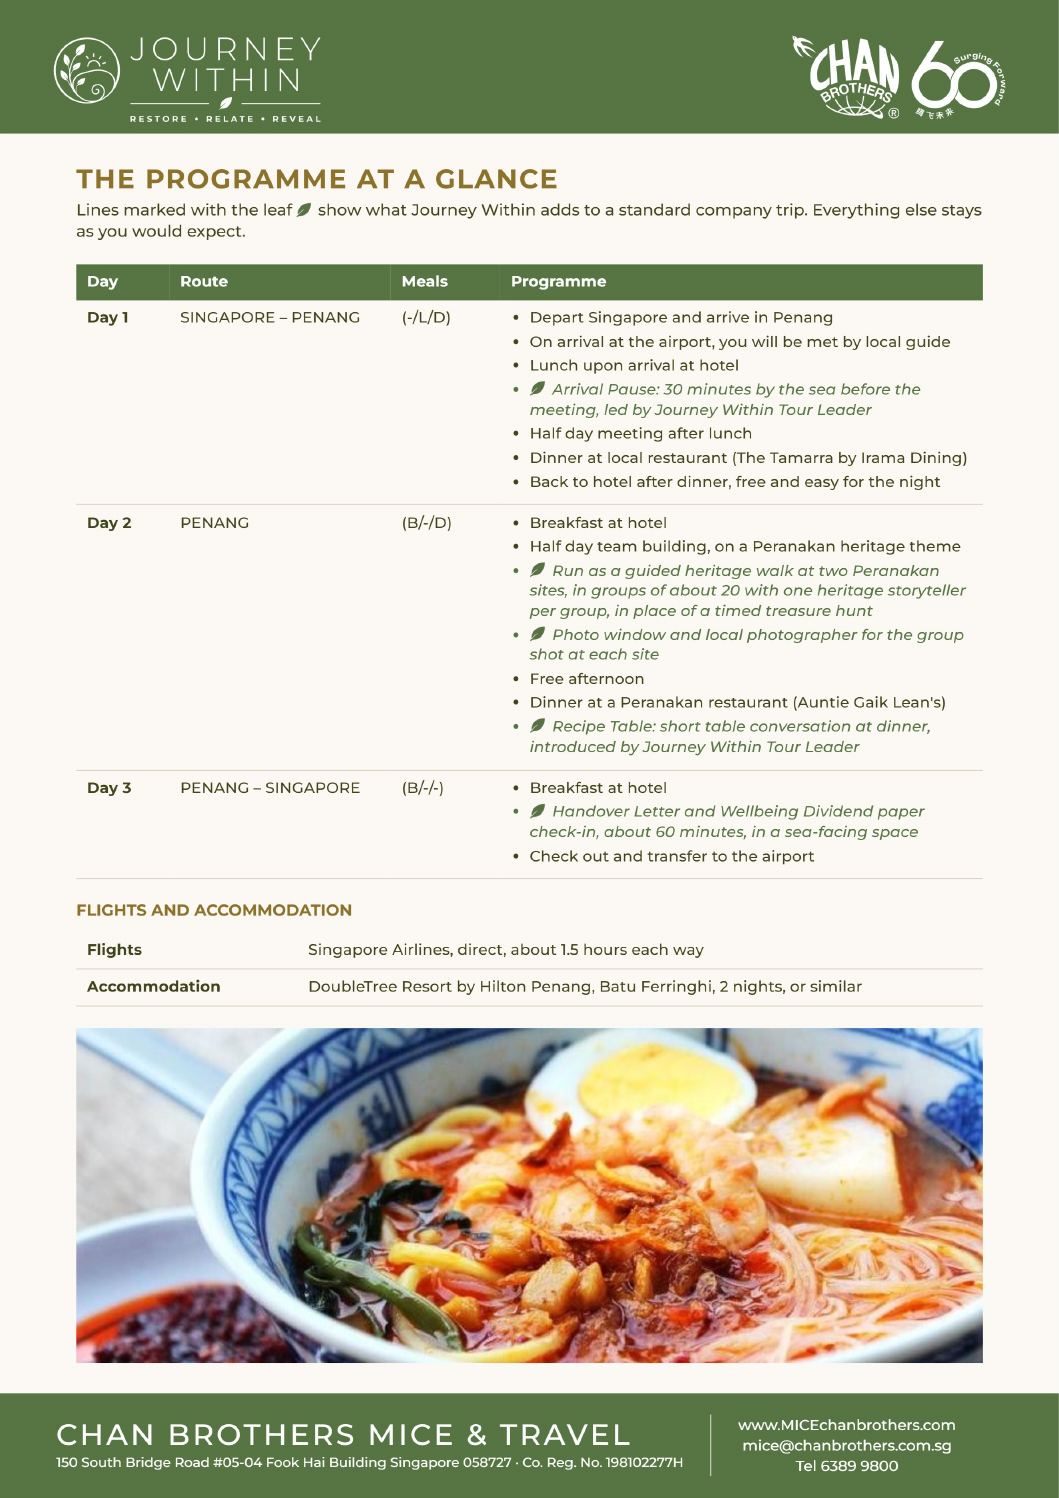 JOURNEY
WITHIN
RESTORE • RELATE • REVEAL
CHAN
BROTHERS
®
60
Surging Forward
翱飞未来
THE PROGRAMME AT A GLANCE
Lines marked with the leaf show what Journey Within adds to a standard company trip. Everything else stays
as you would expect.
Day Route Meals Programme
Day 1 SINGAPORE – PENANG (-/L/D) • Depart Singapore and arrive in Penang
• On arrival at the airport, you will be met by local guide
• Lunch upon arrival at hotel
• Arrival Pause: 30 minutes by the sea before the
meeting, led by Journey Within Tour Leader
• Half day meeting after lunch
• Dinner at local restaurant (The Tamarra by Irama Dining)
• Back to hotel after dinner, free and easy for the night
Day 2 PENANG (B/-/D) • Breakfast at hotel
• Half day team building, on a Peranakan heritage theme
• Run as a guided heritage walk at two Peranakan
sites, in groups of about 20 with one heritage storyteller
per group, in place of a timed treasure hunt
• Photo window and local photographer for the group
shot at each site
• Free afternoon
• Dinner at a Peranakan restaurant (Auntie Gaik Lean's)
• Recipe Table: short table conversation at dinner,
introduced by Journey Within Tour Leader
Day 3 PENANG – SINGAPORE (B/-/-) • Breakfast at hotel
• Handover Letter and Wellbeing Dividend paper
check-in, about 60 minutes, in a sea-facing space
• Check out and transfer to the airport
FLIGHTS AND ACCOMMODATION
Flights Singapore Airlines, direct, about 1.5 hours each way
Accommodation DoubleTree Resort by Hilton Penang, Batu Ferringhi, 2 nights, or similar
CHAN BROTHERS MICE & TRAVEL
150 South Bridge Road #05-04 Fook Hai Building Singapore 058727 · Co. Reg. No. 198102277H
www.MICEchanbrothers.com
mice@chanbrothers.com.sg
Tel 6389 9800